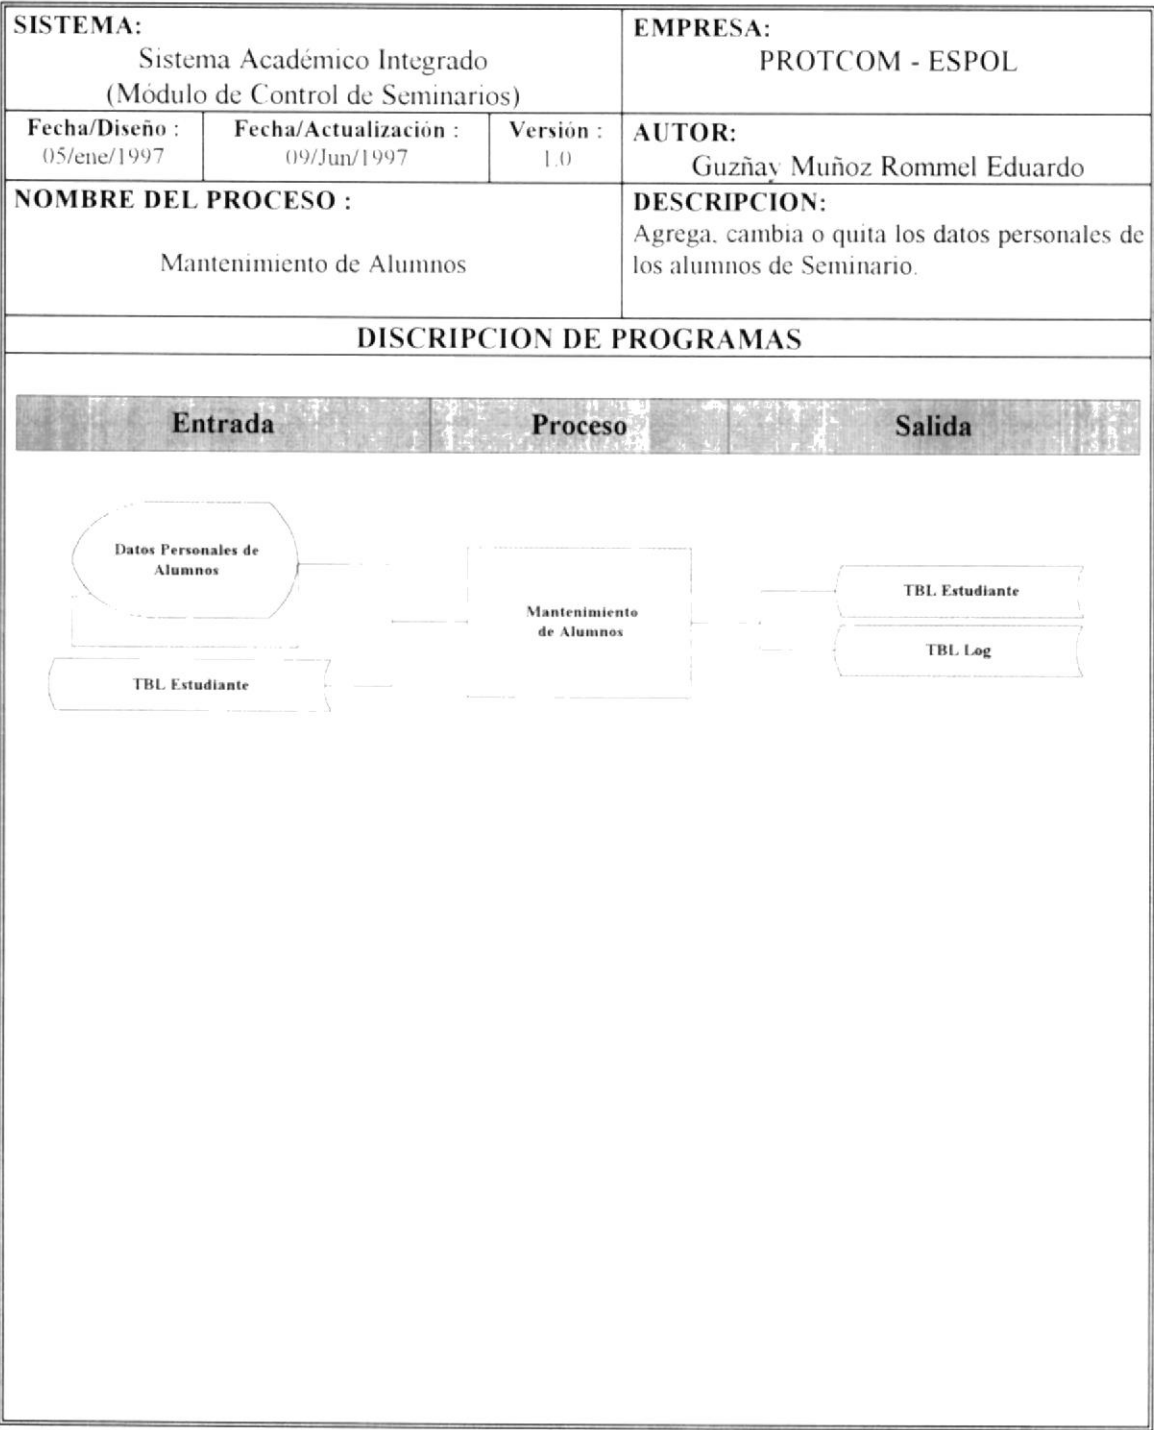 SISTEMA:
Sistema Académico Integrado
(Módulo de Control de Seminarios)
EMPRESA:
PROTCOM - ESPOL
Fecha/Diseño :
05/ene/1997
Fecha/Actualización :
09/Jun/1997
Versión :
1.0
AUTOR:
Guzñay Muñoz Rommel Eduardo
NOMBRE DEL PROCESO :
Mantenimiento de Alumnos
DESCRIPCION:
Agrega, cambia o quita los datos personales de
los alumnos de Seminario.
DISCRIPCION DE PROGRAMAS
Entrada
Proceso
Salida
Datos Personales de
Alumnos
TBL Estudiante
Mantenimiento
de Alumnos
TBL Estudiante
TBL Log